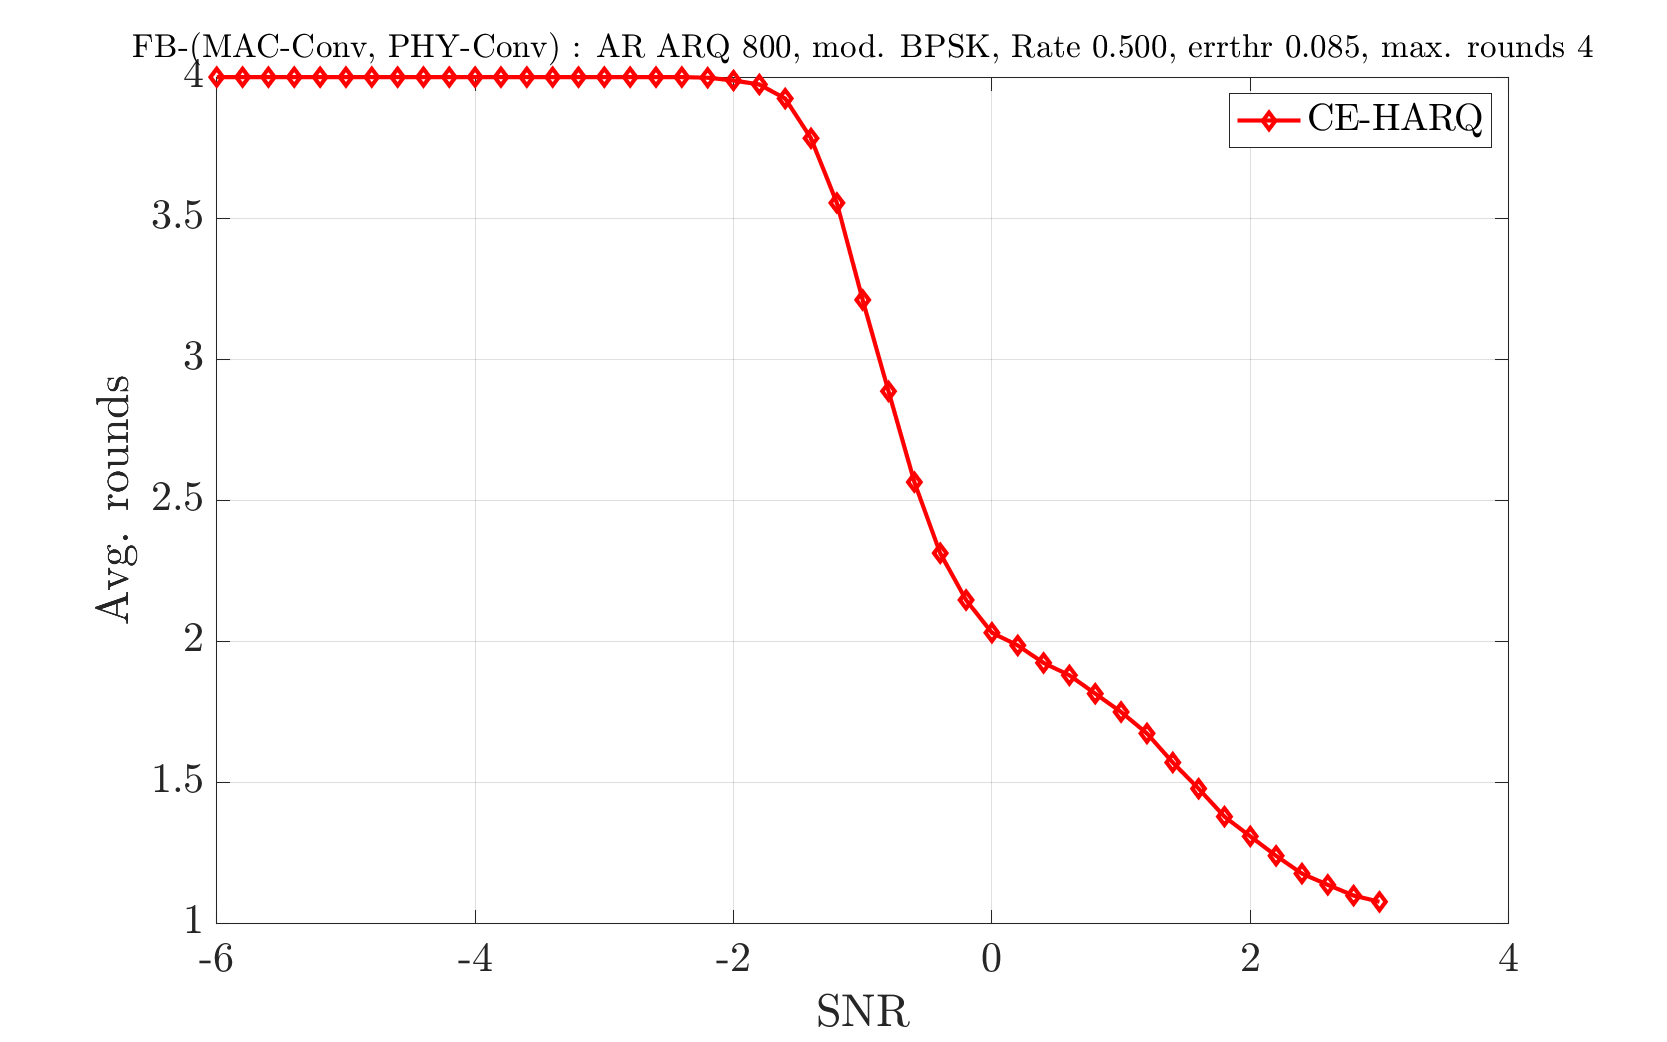 FB-(MAC-Conv, PHY-Conv) : AR ARQ 800, mod. BPSK, Rate 0.500, errthr 0.085, max. rounds 4
CE-HARQ
4
3.5
3
2.5
2
1.5
1
Avg. rounds
-6 -4 -2 0 2 4
SNR